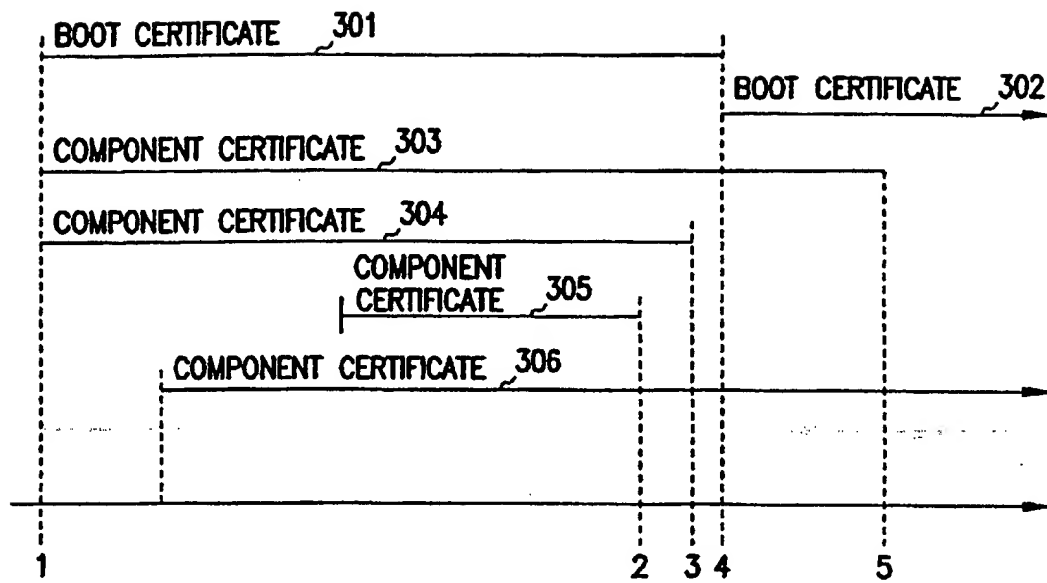 BOOT CERTIFICATE 301
BOOT CERTIFICATE 302
COMPONENT CERTIFICATE 303
COMPONENT CERTIFICATE 304
COMPONENT
CERTIFICATE 305
COMPONENT CERTIFICATE 306
1 2 3 4 5